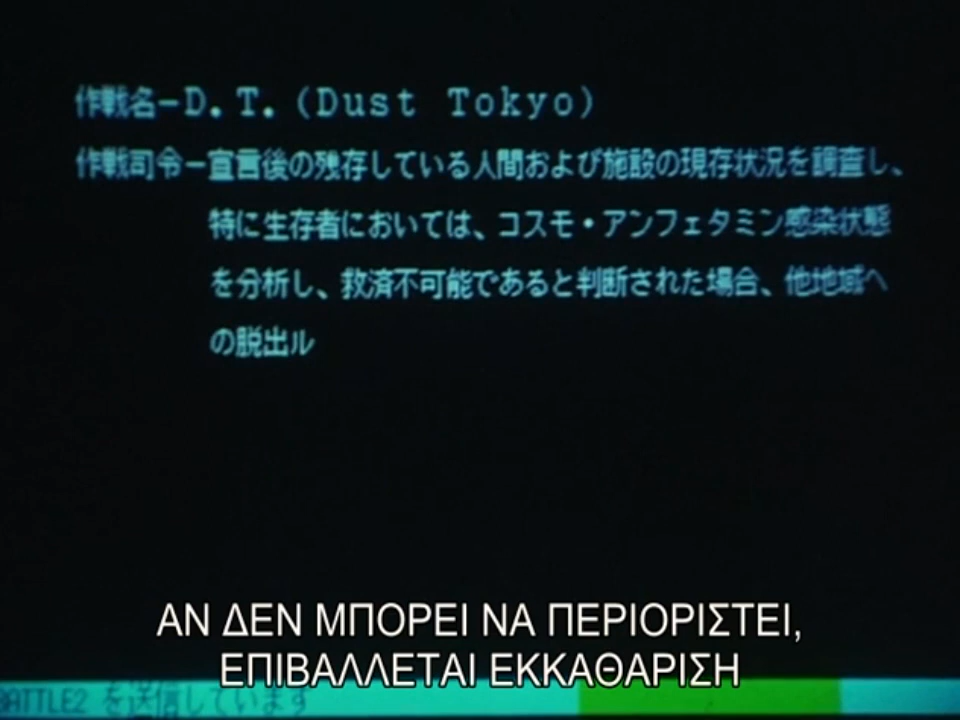 作戦名ーD.T.(Dust Tokyo)
作戦司令ー宣言後の残存している人間および施設の現存状況を調査し、
特に生存者においては、コスモ・アンフェタミン感染状態
を分析し、救済不可能であると判断された場合、他地域へ
の脱出ル
ΑΝ ΔΕΝ ΜΠΟΡΕΙ ΝΑ ΠΕΡΙΟΡΙΣΤΕΙ,
ΕΠΙΒΑΛΛΕΤΑΙ ΕΚΚΑΘΑΡΙΣΗ
BATTLE2 を送信しています